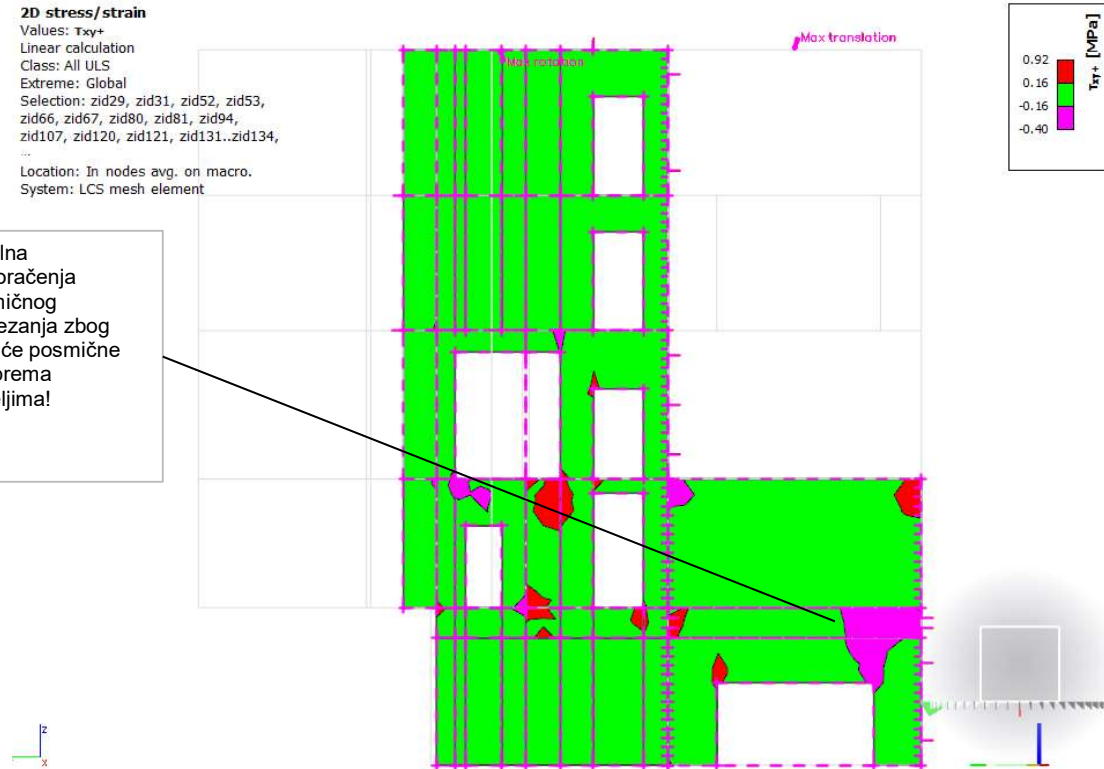 2D stress/strain
Values: τxy+
Linear calculation
Class: All ULS
Extreme: Global
Selection: zid29, zid31, zid52, zid53,
zid66, zid67, zid80, zid81, zid94,
zid107, zid120, zid121, zid131..zid134,
...
Location: In nodes avg. on macro.
System: LCS mesh element
lna
oračenja
ničnog
ezanja zbog
će posmične
orema
eljima!
Max rotation
Max translation
0.92
0.16
-0.16
-0.40
τxy+ [MPa]
z
x